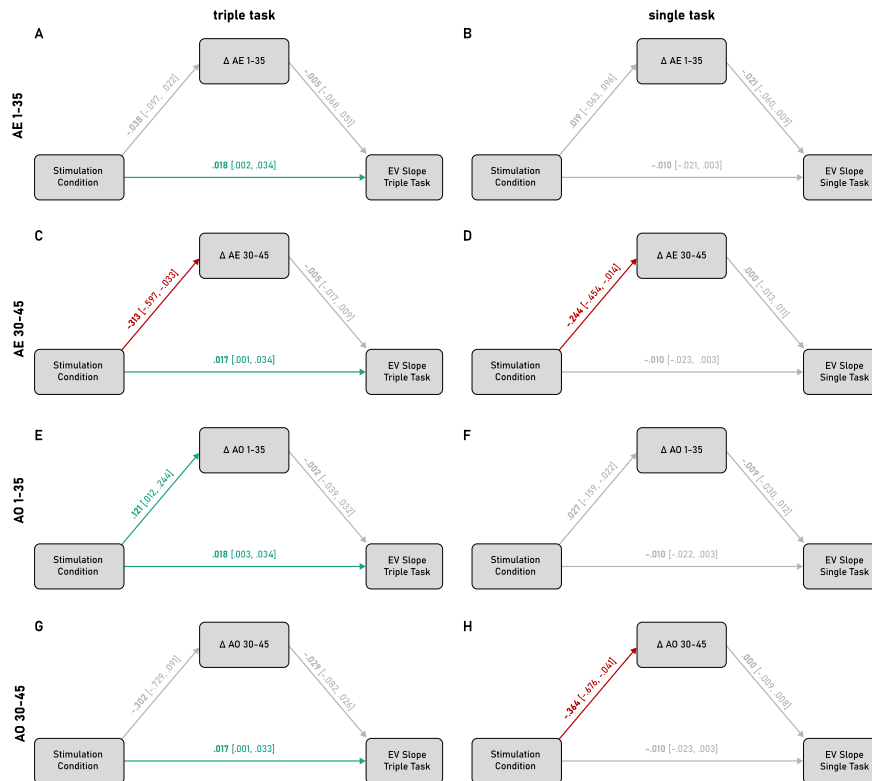 triple task
single task
A
B
AE 1-35
Δ AE 1-35
-.038 [-.097, .022]
-.005 [-.068, .051]
.018 [.002, .034]
Stimulation
Condition
EV Slope
Triple Task
Δ AE 1-35
.019 [-.063, .096]
-.021 [-.060, .009]
-.010 [-.021, .003]
Stimulation
Condition
EV Slope
Single Task
C
D
AE 30-45
Δ AE 30-45
-.313 [-.597, -.033]
-.005 [-.017, .009]
.017 [.001, .034]
Stimulation
Condition
EV Slope
Triple Task
Δ AE 30-45
-.244 [-.454, -.014]
.000 [-.013, .011]
-.010 [-.023, .003]
Stimulation
Condition
EV Slope
Single Task
E
F
AO 1-35
Δ AO 1-35
.121 [.012, .244]
-.002 [-.039, .032]
.018 [.003, .034]
Stimulation
Condition
EV Slope
Triple Task
Δ AO 1-35
.027 [-.159, -.022]
-.009 [-.030, .012]
-.010 [-.022, .003]
Stimulation
Condition
EV Slope
Single Task
G
H
AO 30-45
Δ AO 30-45
-.302 [-.729, .091]
-.029 [-.082, .026]
.017 [.001, .033]
Stimulation
Condition
EV Slope
Triple Task
Δ AO 30-45
-.364 [-.676, -.041]
.000 [-.009, .008]
-.010 [-.023, .003]
Stimulation
Condition
EV Slope
Single Task